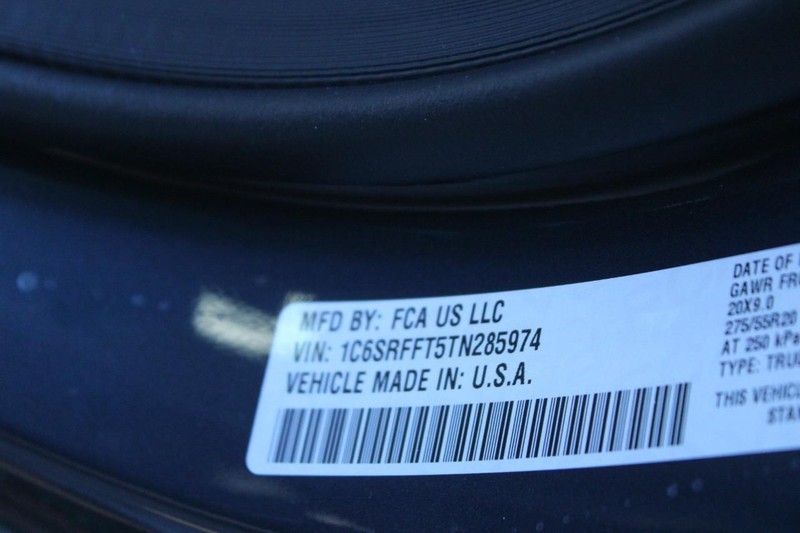 MFD BY: FCA US LLC
VIN: 1C6SRFFT5TN285974
VEHICLE MADE IN: U.S.A.
DATE OF
GAWR FRO
20X9.0
275/55R20
AT 250 kPa
TYPE: TRU
THIS VEHIC
STA